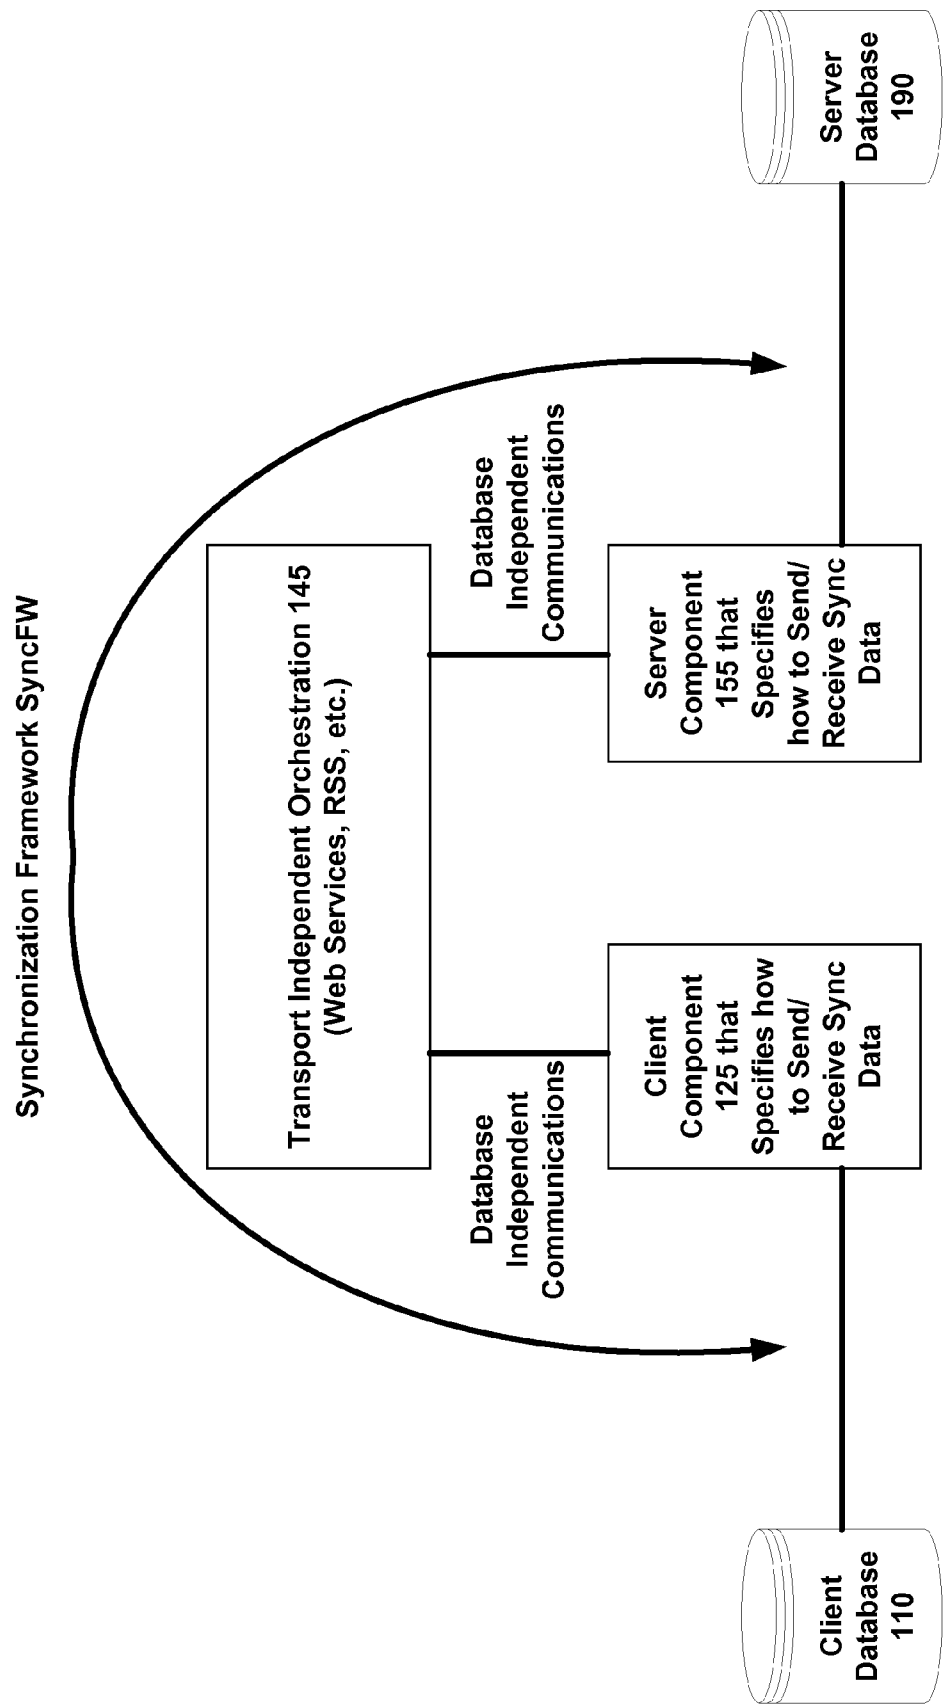 Synchronization Framework SyncFW
Transport Independent Orchestration 145
(Web Services, RSS, etc.)
Database
Independent
Communications
Database
Independent
Communications
Client
Database
110
Client
Component
125 that
Specifies how
to Send/
Receive Sync
Data
Server
Component
155 that
Specifies
how to Send/
Receive Sync
Data
Server
Database
190